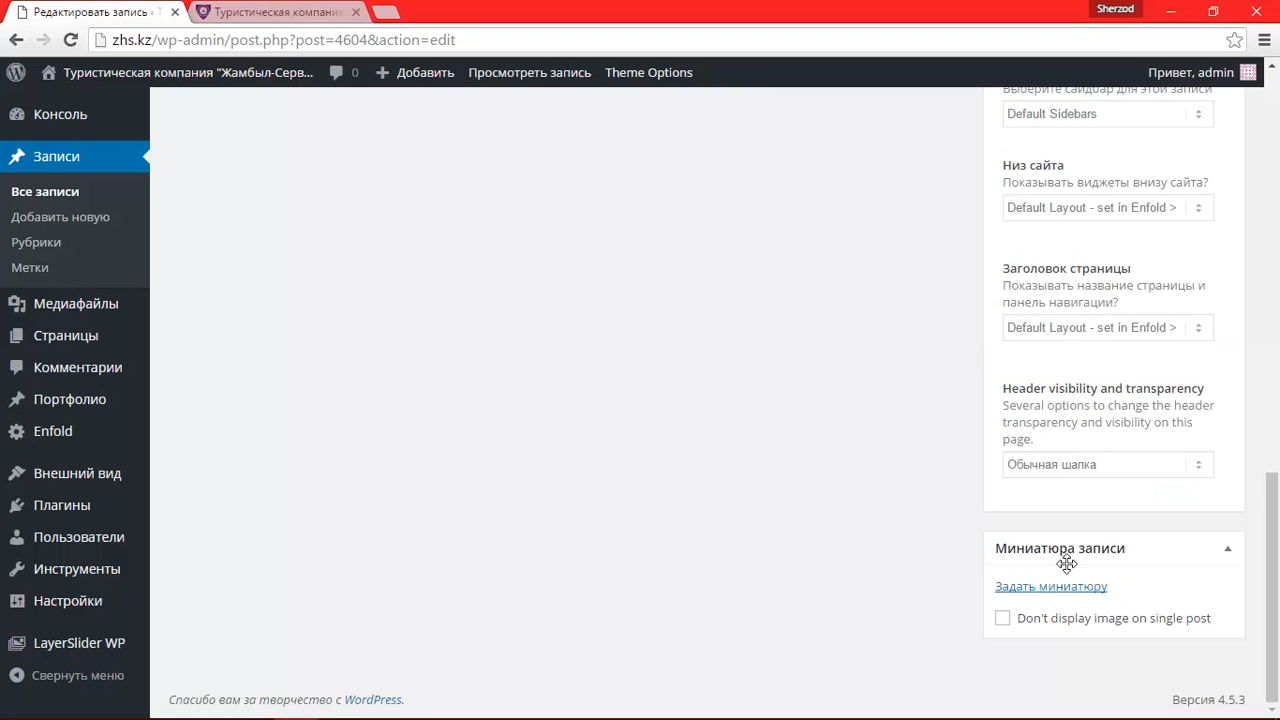 Редактировать запись ‹
Туристическая компания
Sherzod
zhs.kz/wp-admin/post.php?post=4604&action=edit
Туристическая компания "Жамбыл-Серв...
0
Добавить
Просмотреть запись
Theme Options
Привет, admin
Консоль
Записи
Все записи
Добавить новую
Рубрики
Метки
Медиафайлы
Страницы
Комментарии
Портфолио
Enfold
Внешний вид
Плагины
Пользователи
Инструменты
Настройки
LayerSlider WP
Свернуть меню
Выберите сайдбар для этой записи
Default Sidebars
Низ сайта
Показывать виджеты внизу сайта?
Default Layout - set in Enfold >
Заголовок страницы
Показывать название страницы и
панель навигации?
Default Layout - set in Enfold >
Header visibility and transparency
Several options to change the header
transparency and visibility on this
page.
Обычная шапка
Миниатюра записи
Задать миниатюру
Don't display image on single post
Спасибо вам за творчество с WordPress.
Версия 4.5.3